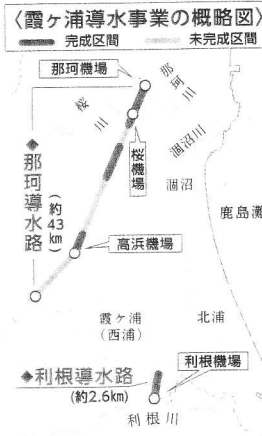 〈霞ヶ浦導水事業の概略図〉
完成区間 未完成区間
那珂機場
那珂川
桜川
桜機場
涸沼川
涸沼
鹿島灘
◆那珂導水路
(約43km)
高浜機場
霞ヶ浦
(西浦)
北浦
◆利根導水路
(約2.6km)
利根機場
利根川